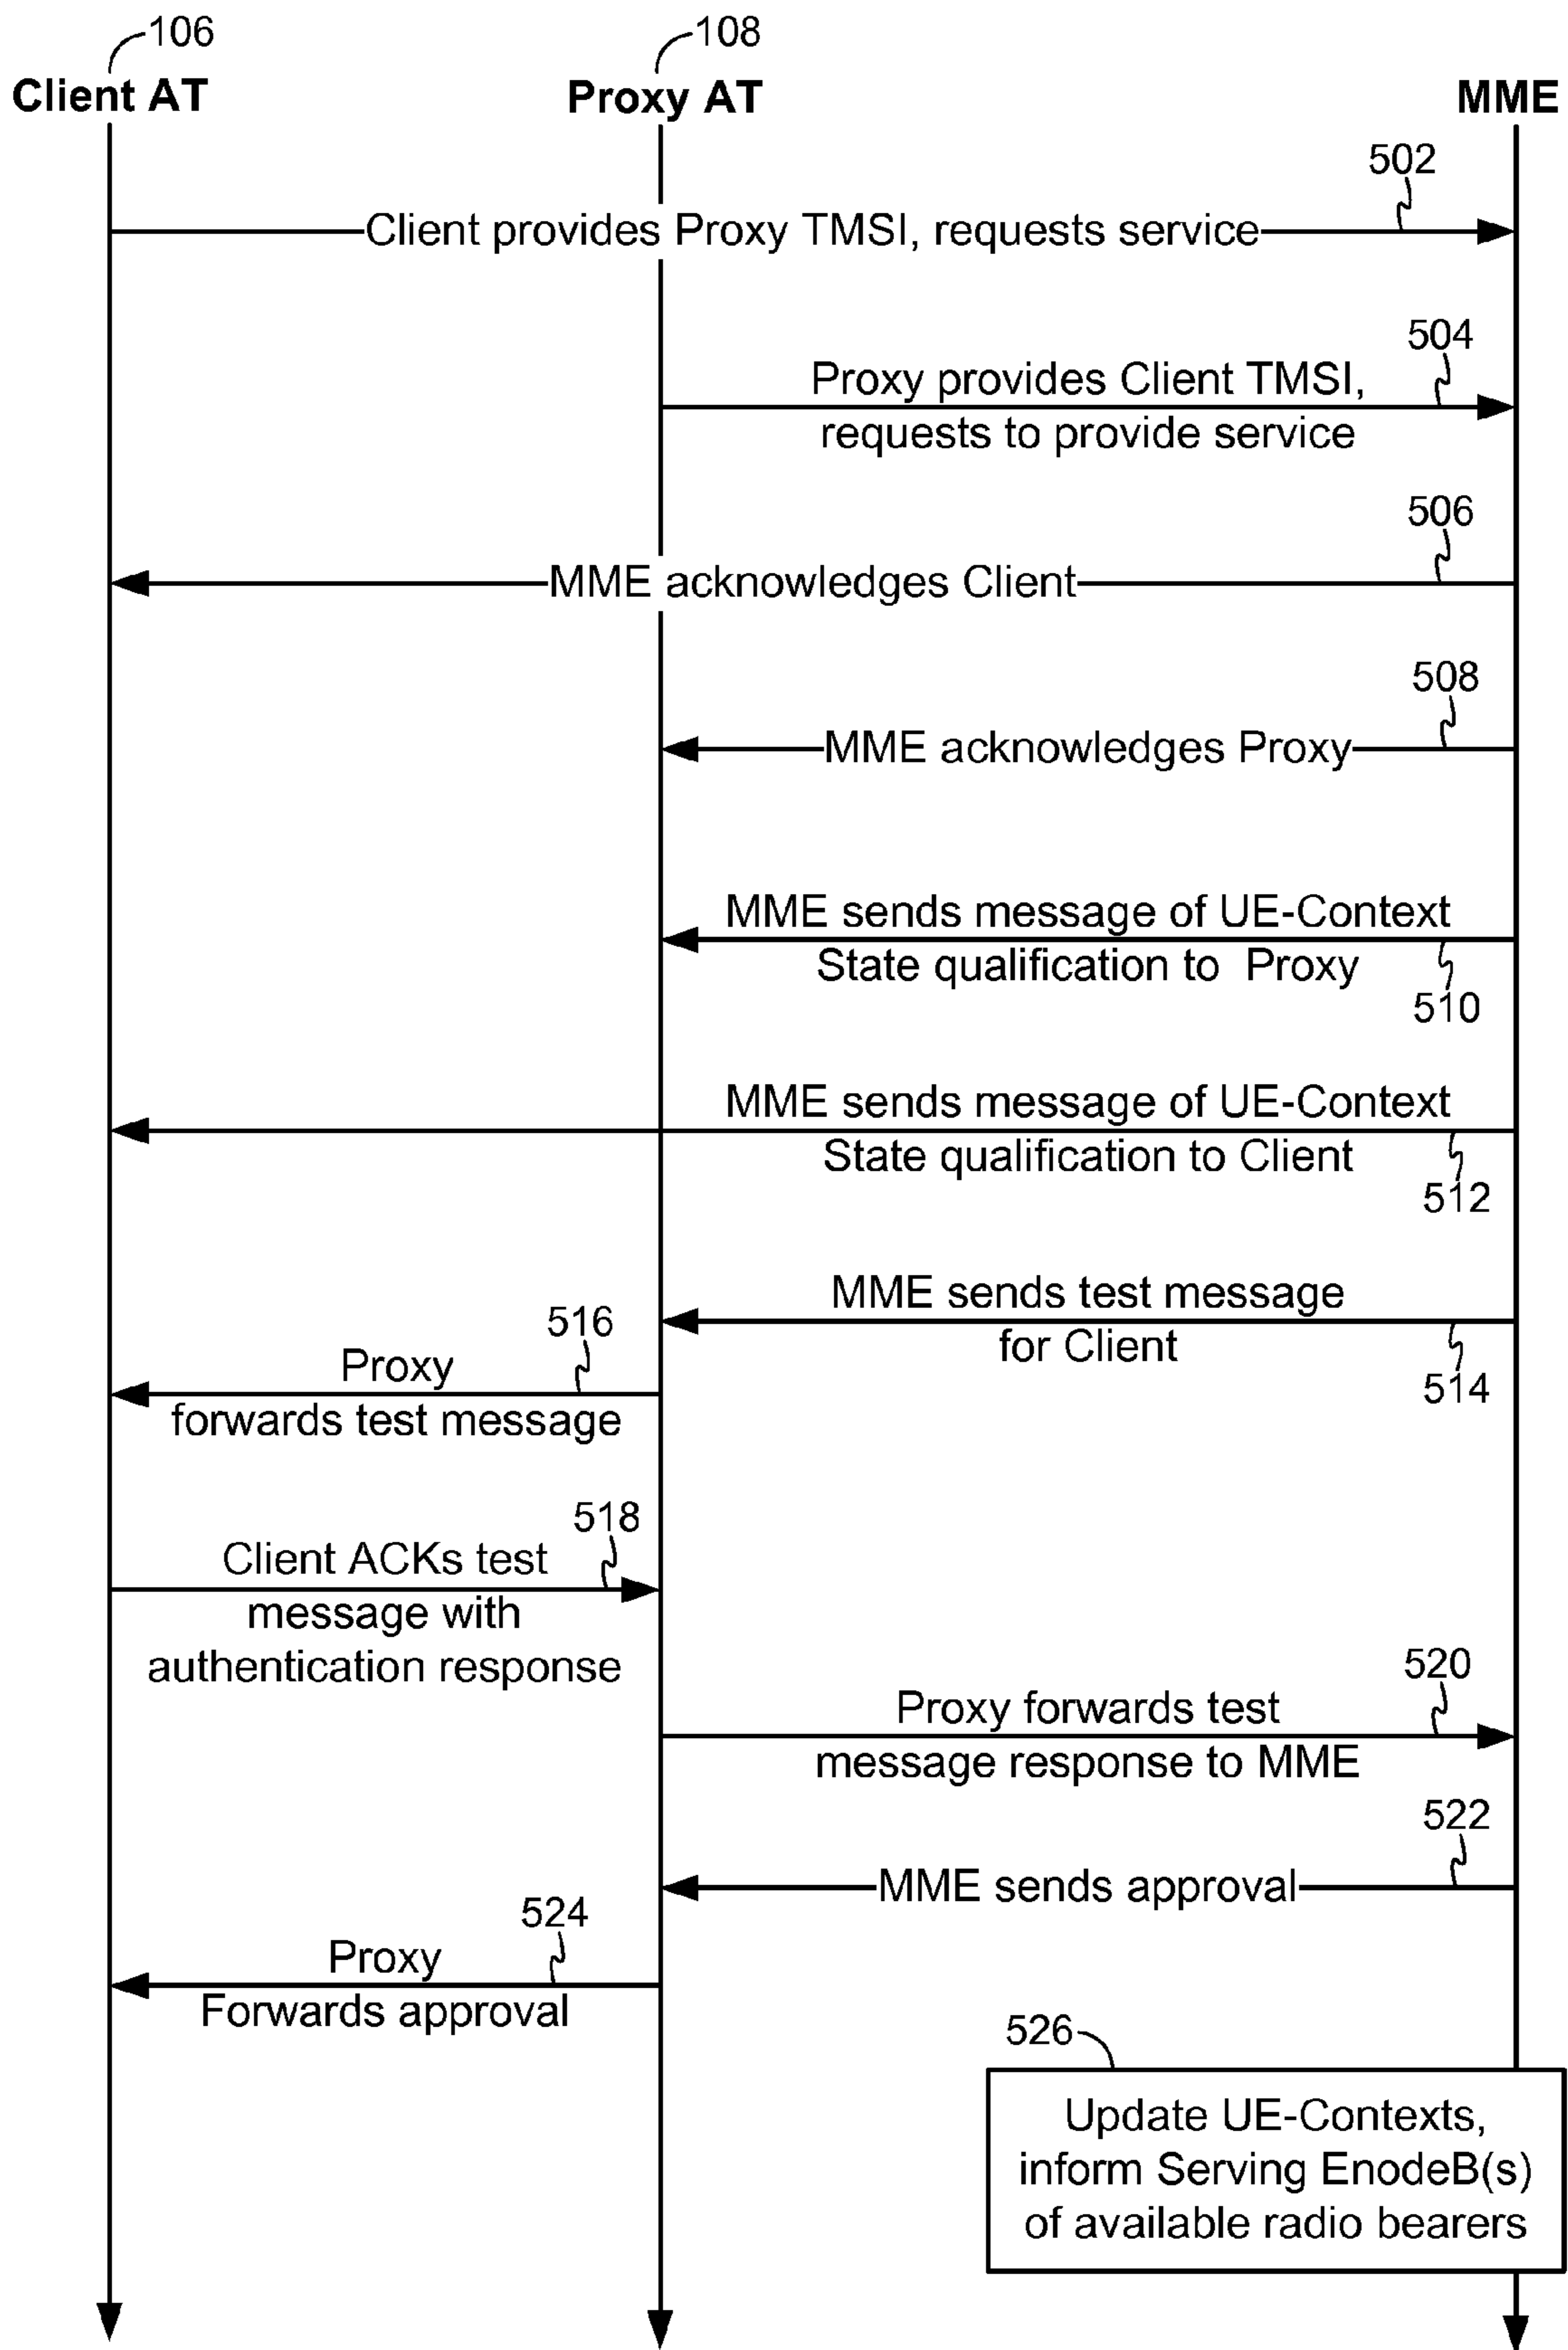 106
108
Client AT
Proxy AT
MME
502
Client provides Proxy TMSI, requests service
504
Proxy provides Client TMSI,
requests to provide service
506
MME acknowledges Client
508
MME acknowledges Proxy
MME sends message of UE-Context
State qualification to Proxy
510
MME sends message of UE-Context
State qualification to Client
512
MME sends test message
for Client
514
516
Proxy
forwards test message
518
Client ACKs test
message with
authentication response
520
Proxy forwards test
message response to MME
522
MME sends approval
524
Proxy
Forwards approval
526
Update UE-Contexts,
inform Serving EnodeB(s)
of available radio bearers